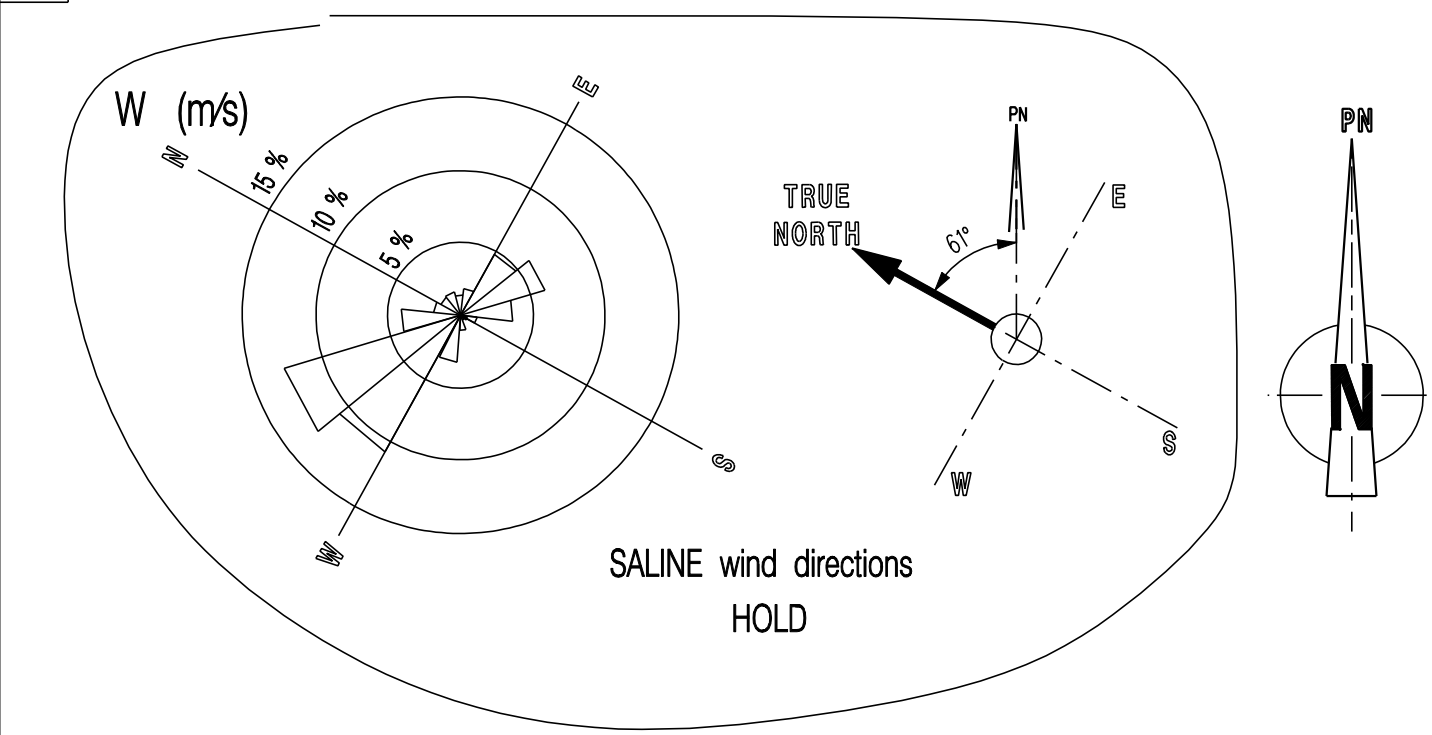 W (m/s)
N
E
15 %
10 %
5 %
S
W
TRUE
NORTH
PN
61°
E
S
W
PN
N
SALINE wind directions
HOLD